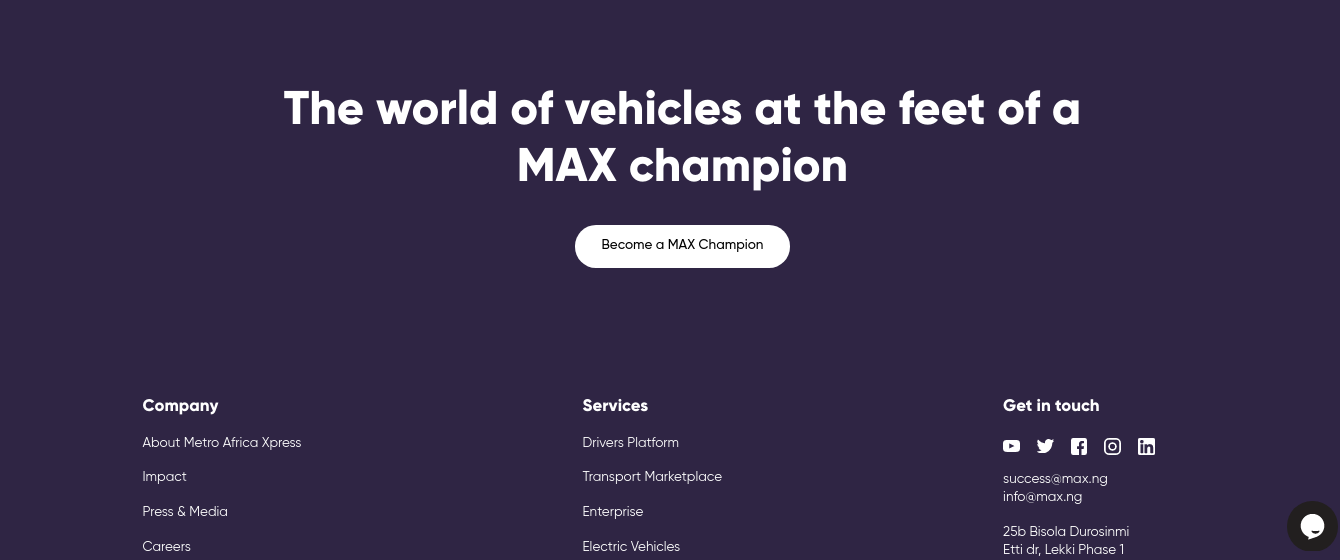 The world of vehicles at the feet of a
MAX champion
Become a MAX Champion
Company
About Metro Africa Xpress
Impact
Press & Media
Careers
Services
Drivers Platform
Transport Marketplace
Enterprise
Electric Vehicles
Get in touch
success@max.ng
info@max.ng
25b Bisola Durosinmi
Etti dr, Lekki Phase 1